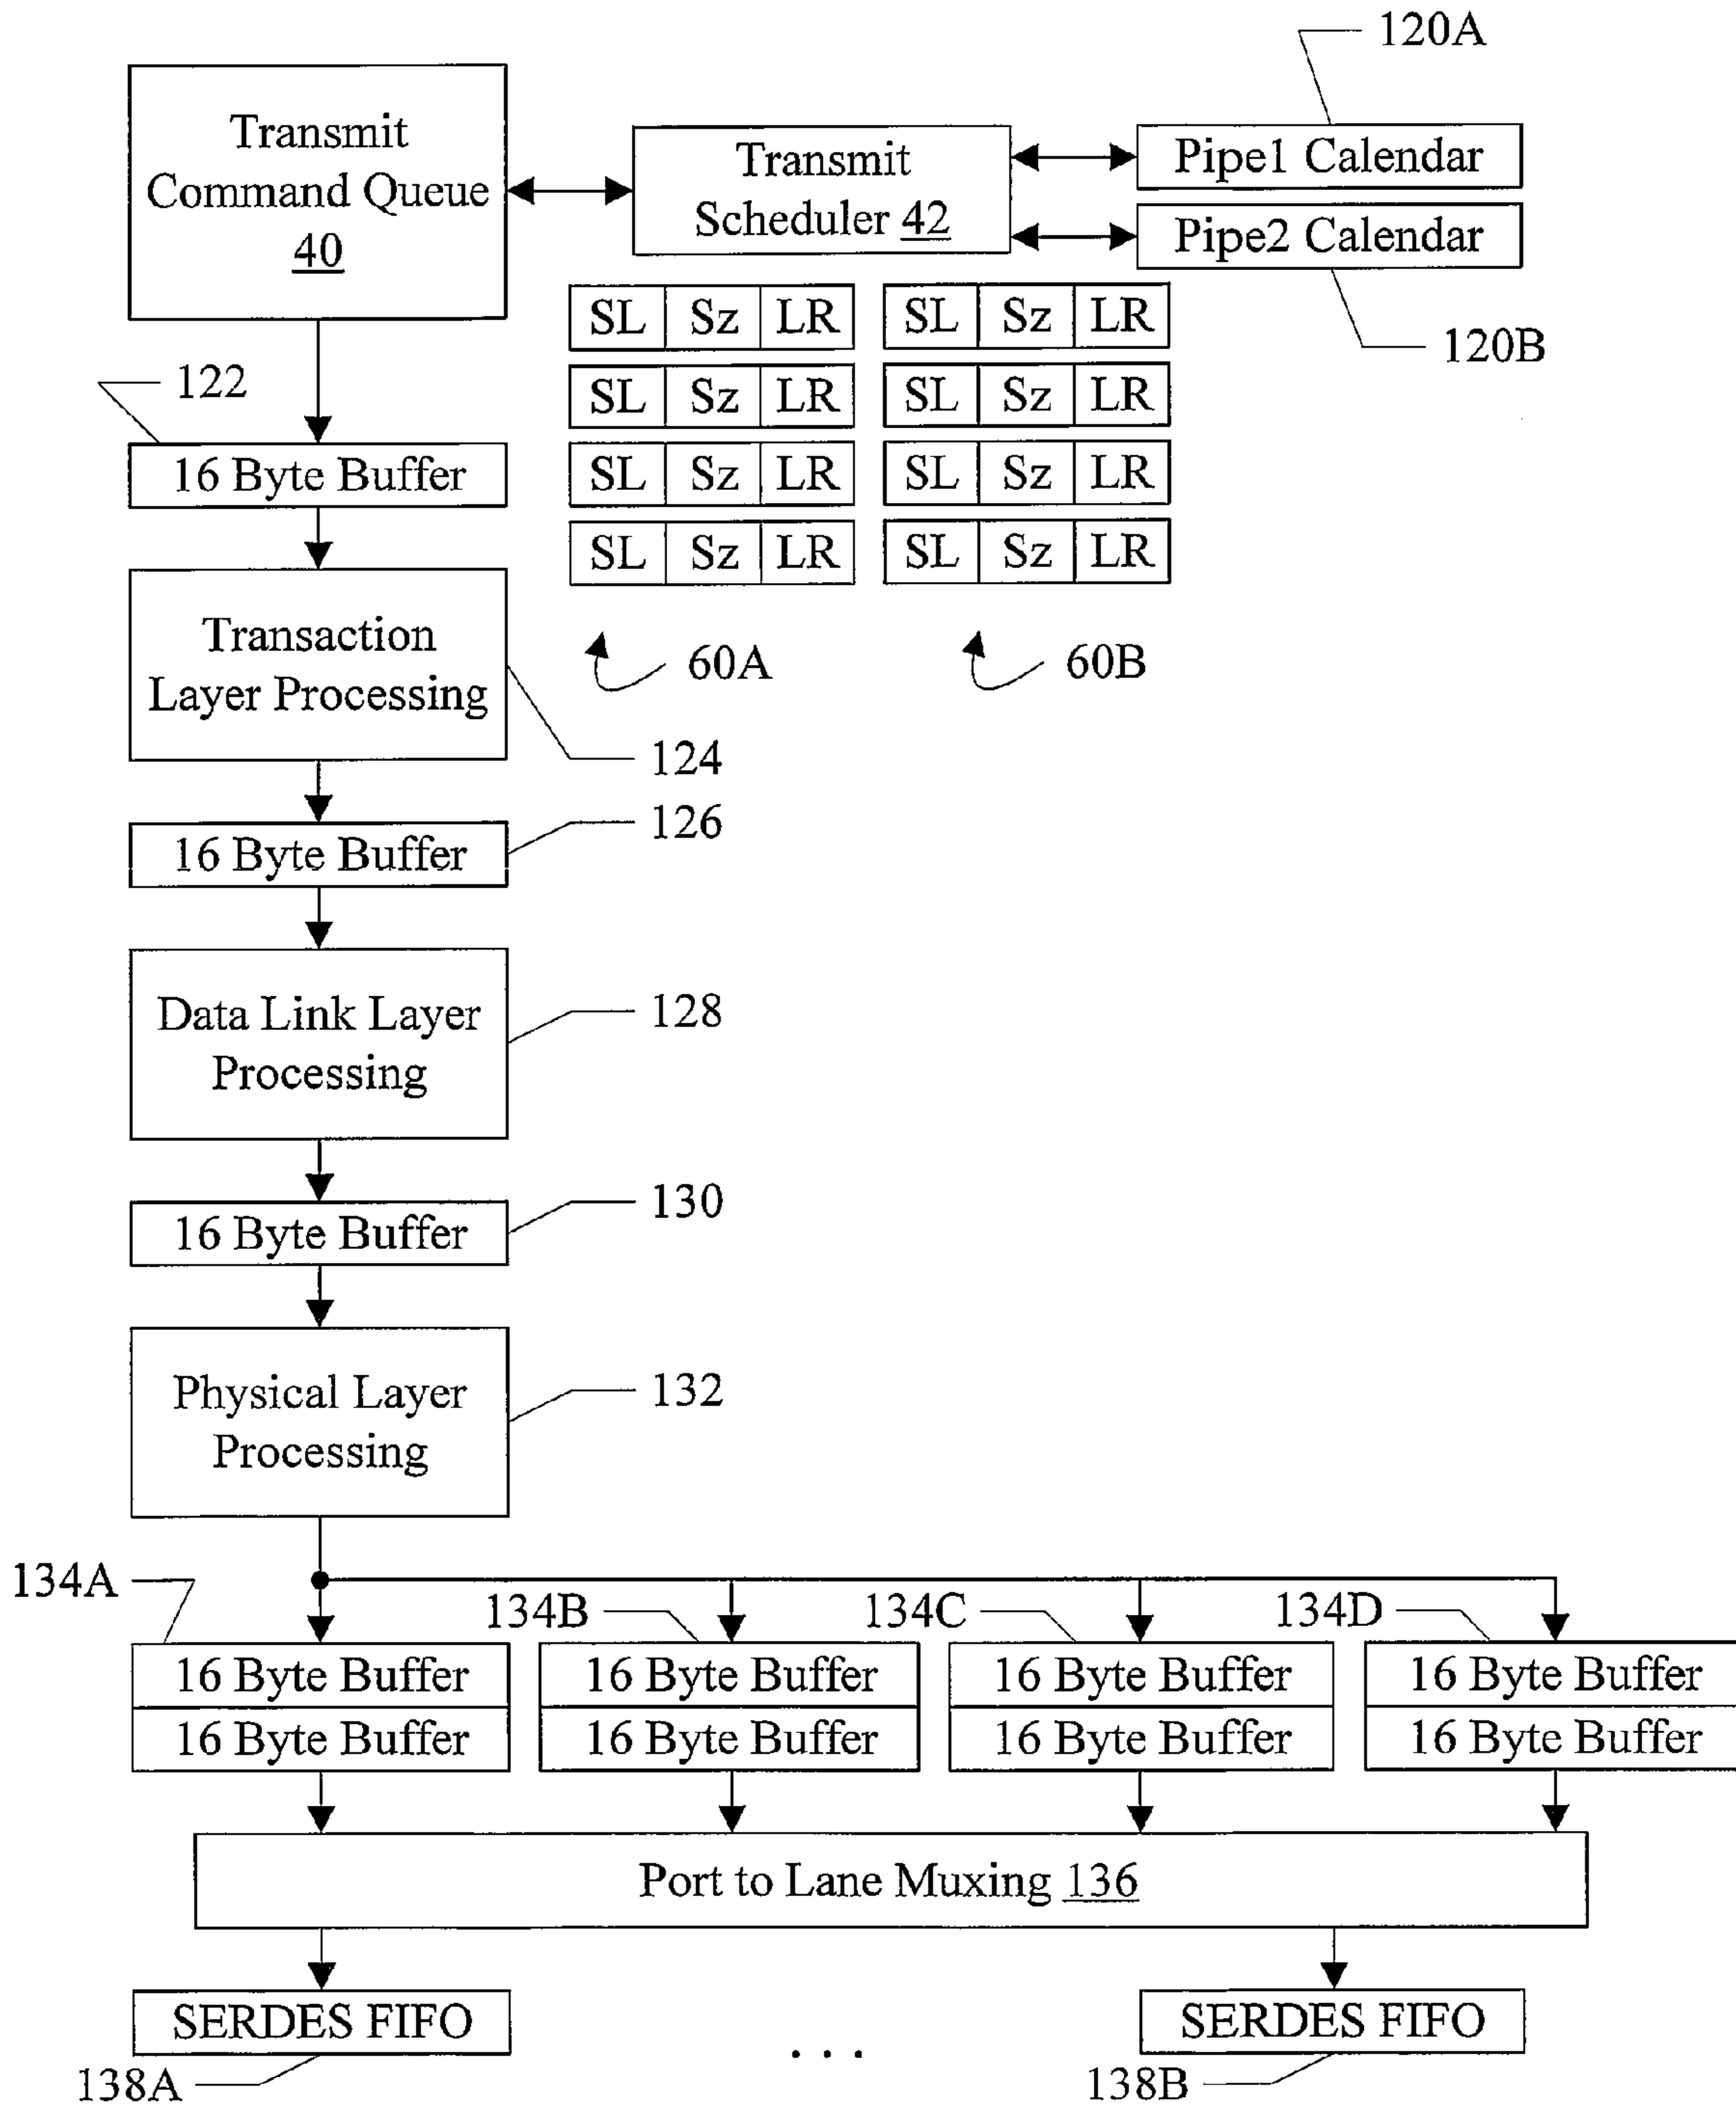 120A
Transmit
Command Queue
40
Transmit
Scheduler 42
Pipe1 Calendar
Pipe2 Calendar
120B
SL Sz LR SL Sz LR
SL Sz LR SL Sz LR
SL Sz LR SL Sz LR
SL Sz LR SL Sz LR
60A
60B
122
16 Byte Buffer
Transaction
Layer Processing
124
16 Byte Buffer
126
Data Link Layer
Processing
128
16 Byte Buffer
130
Physical Layer
Processing
132
134A
134B
134C
134D
16 Byte Buffer
16 Byte Buffer
16 Byte Buffer
16 Byte Buffer
16 Byte Buffer
16 Byte Buffer
16 Byte Buffer
16 Byte Buffer
Port to Lane Muxing 136
SERDES FIFO
. . .
SERDES FIFO
138A
138B